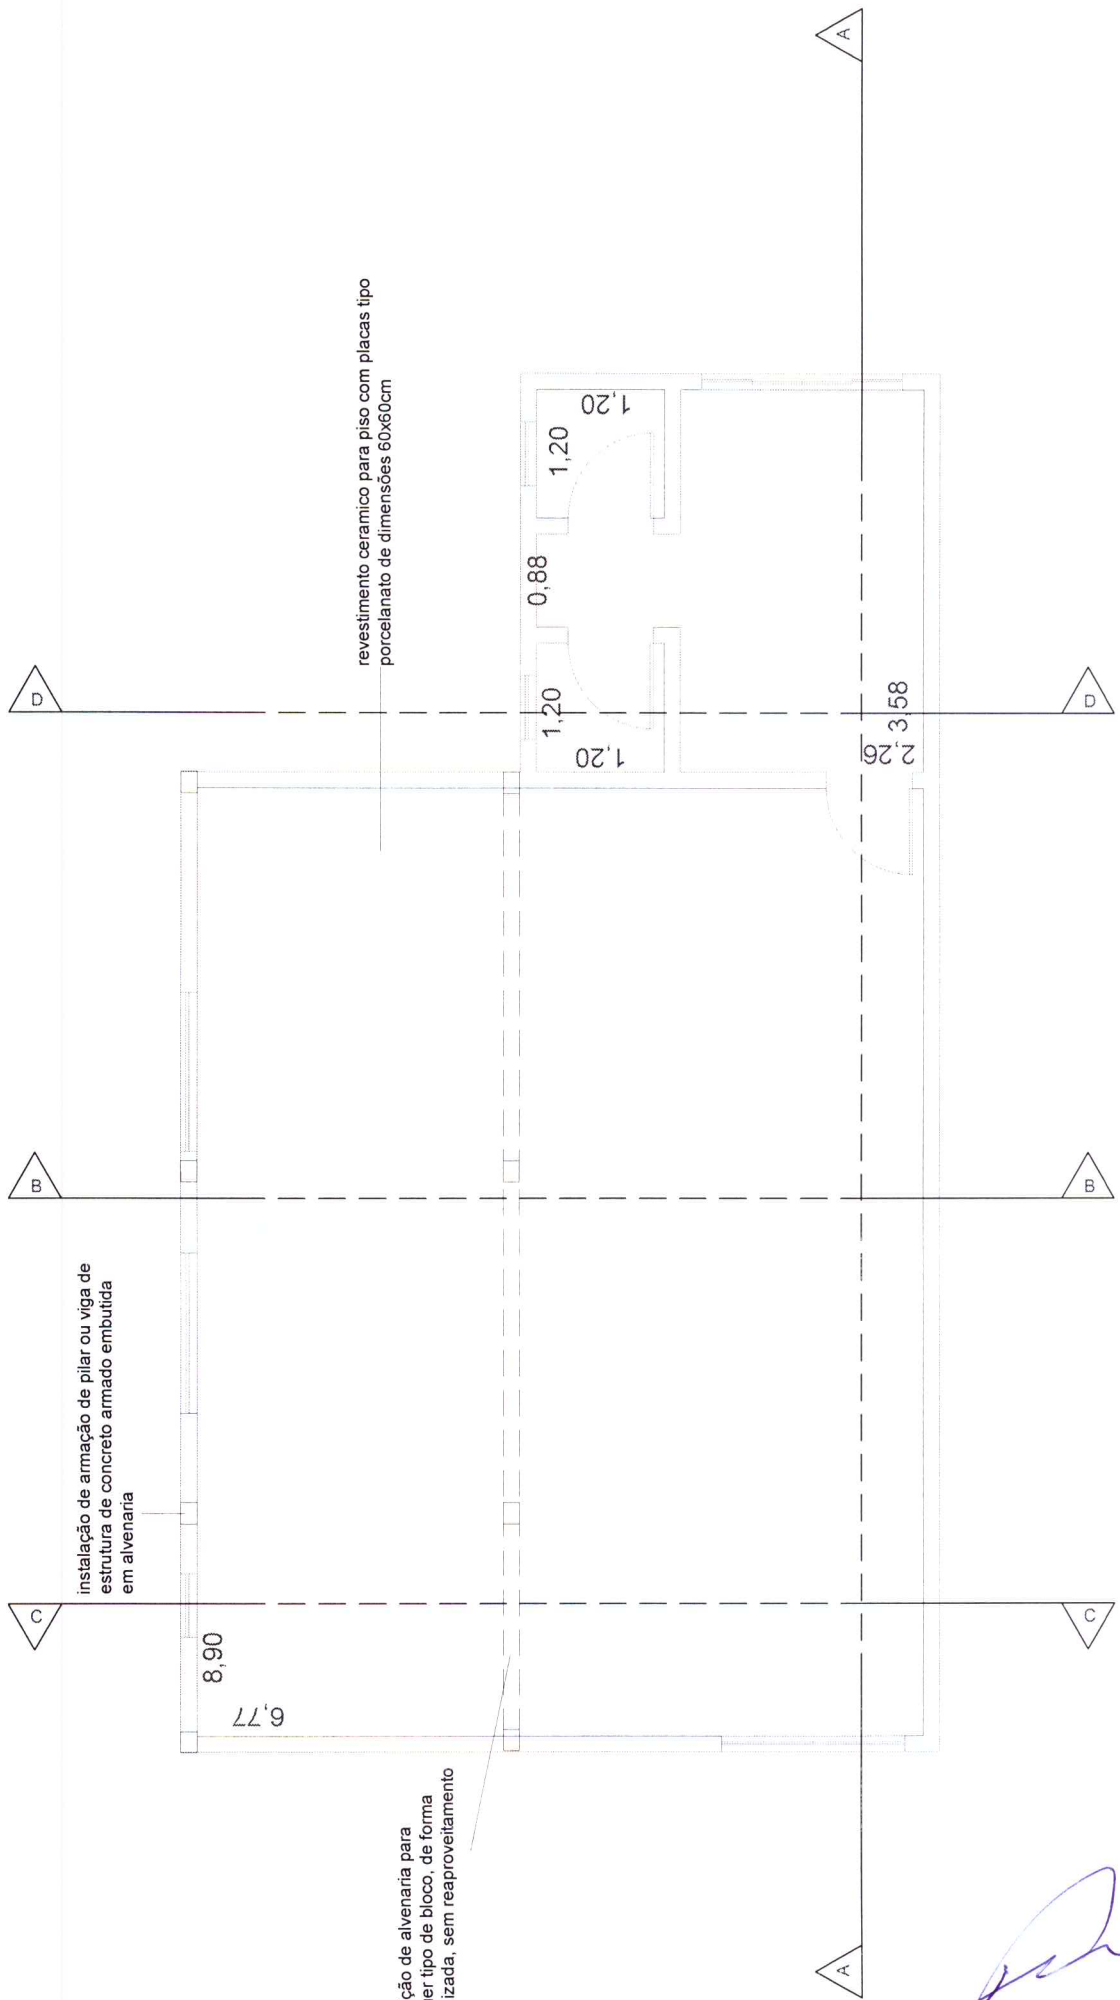 instalação de armação de pilar ou viga de
estrutura de concreto armado embutida
em alvenaria
revestimento ceramico para piso com placas tipo
porcelanato de dimensões 60x60cm
ção de alvenaria para
er tipo de bloco, de forma
izada, sem reaproveitamento
8,90
6,77
1,20
1,20
0,88
1,20
1,20
2,26
3,58
A
A
B
B
C
C
D
D